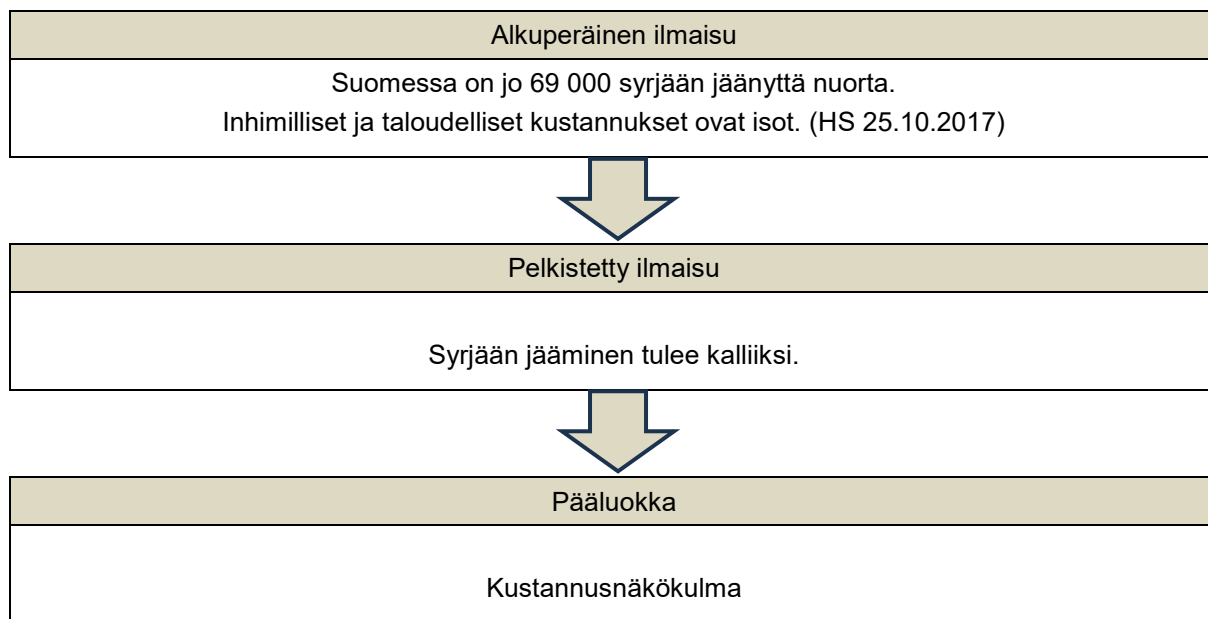 Alkuperäinen ilmaisu
Suomessa on jo 69 000 syrjään jäänyttä nuorta.
Inhimilliset ja taloudelliset kustannukset ovat isot. (HS 25.10.2017)
Pelkistetty ilmaisu
Syrjään jääminen tulee kalliiksi.
Pääluokka
Kustannusnäkökulma